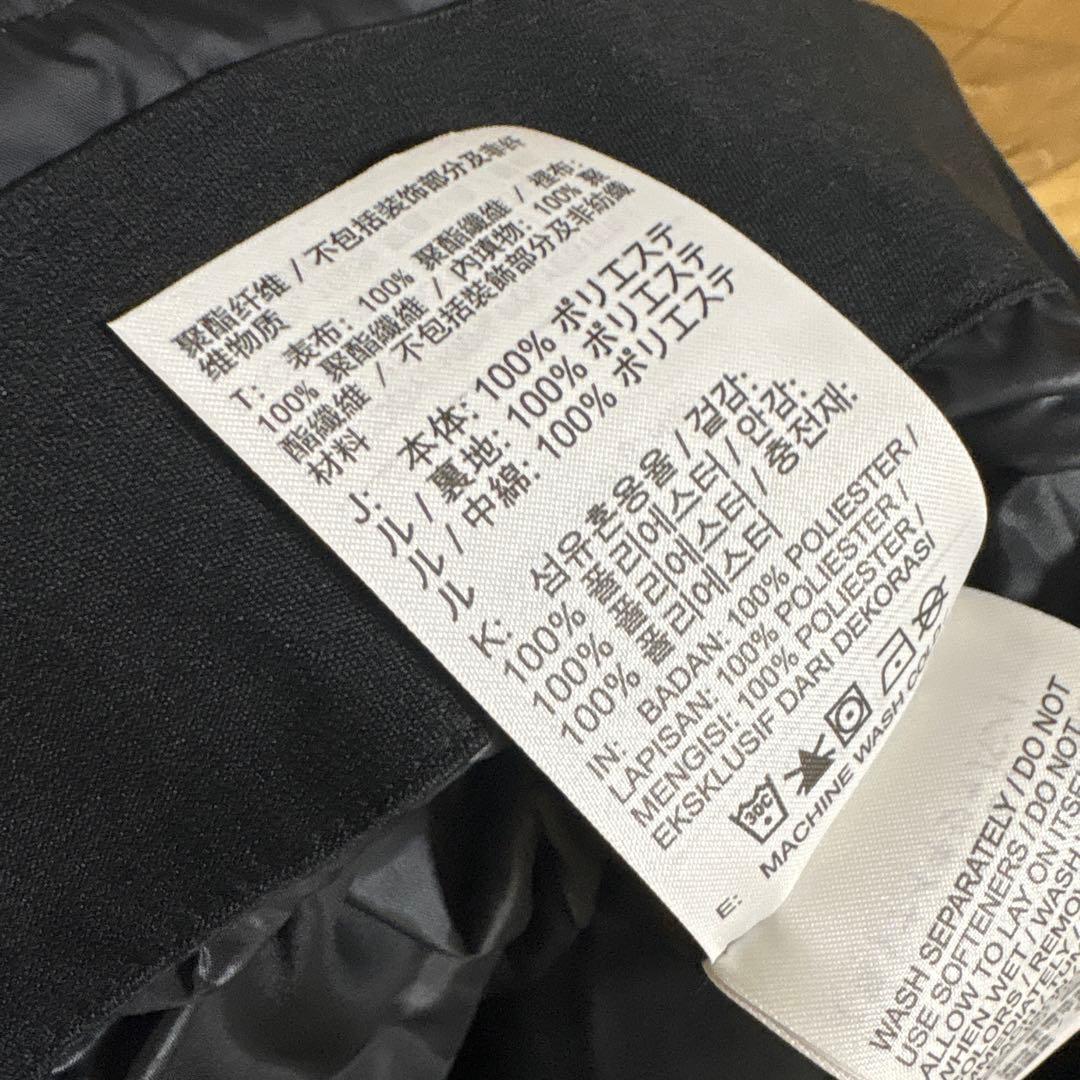 聚酯纤维 / 不包括装饰部分及非纤
维物质
T: 表布: 100% 聚酯纖維 / 裡布:
100% 聚酯纖維 / 內填物: 100% 聚
酯纖維 / 不包括裝飾部分及非紡織
材料
J: 本体: 100% ポリエステ
ル / 裏地: 100% ポリエステ
ル / 中綿: 100% ポリエステ
ル
K: 섬유혼용율 / 겉감:
100% 폴리에스터 / 안감:
100% 폴리에스터 / 충전재:
100% 폴리에스터
IN: BADAN: 100% POLIESTER /
LAPISAN: 100% POLIESTER /
MENGISI: 100% POLIESTER /
EKSKLUSIF DARI DEKORASI
30C
E: MACHINE WASH
WASH SEPARATELY / DO NOT
USE SOFTENERS / DO NOT
ALLOW TO LAY ON ITSELF
WHEN WET / WASH
COLORS /